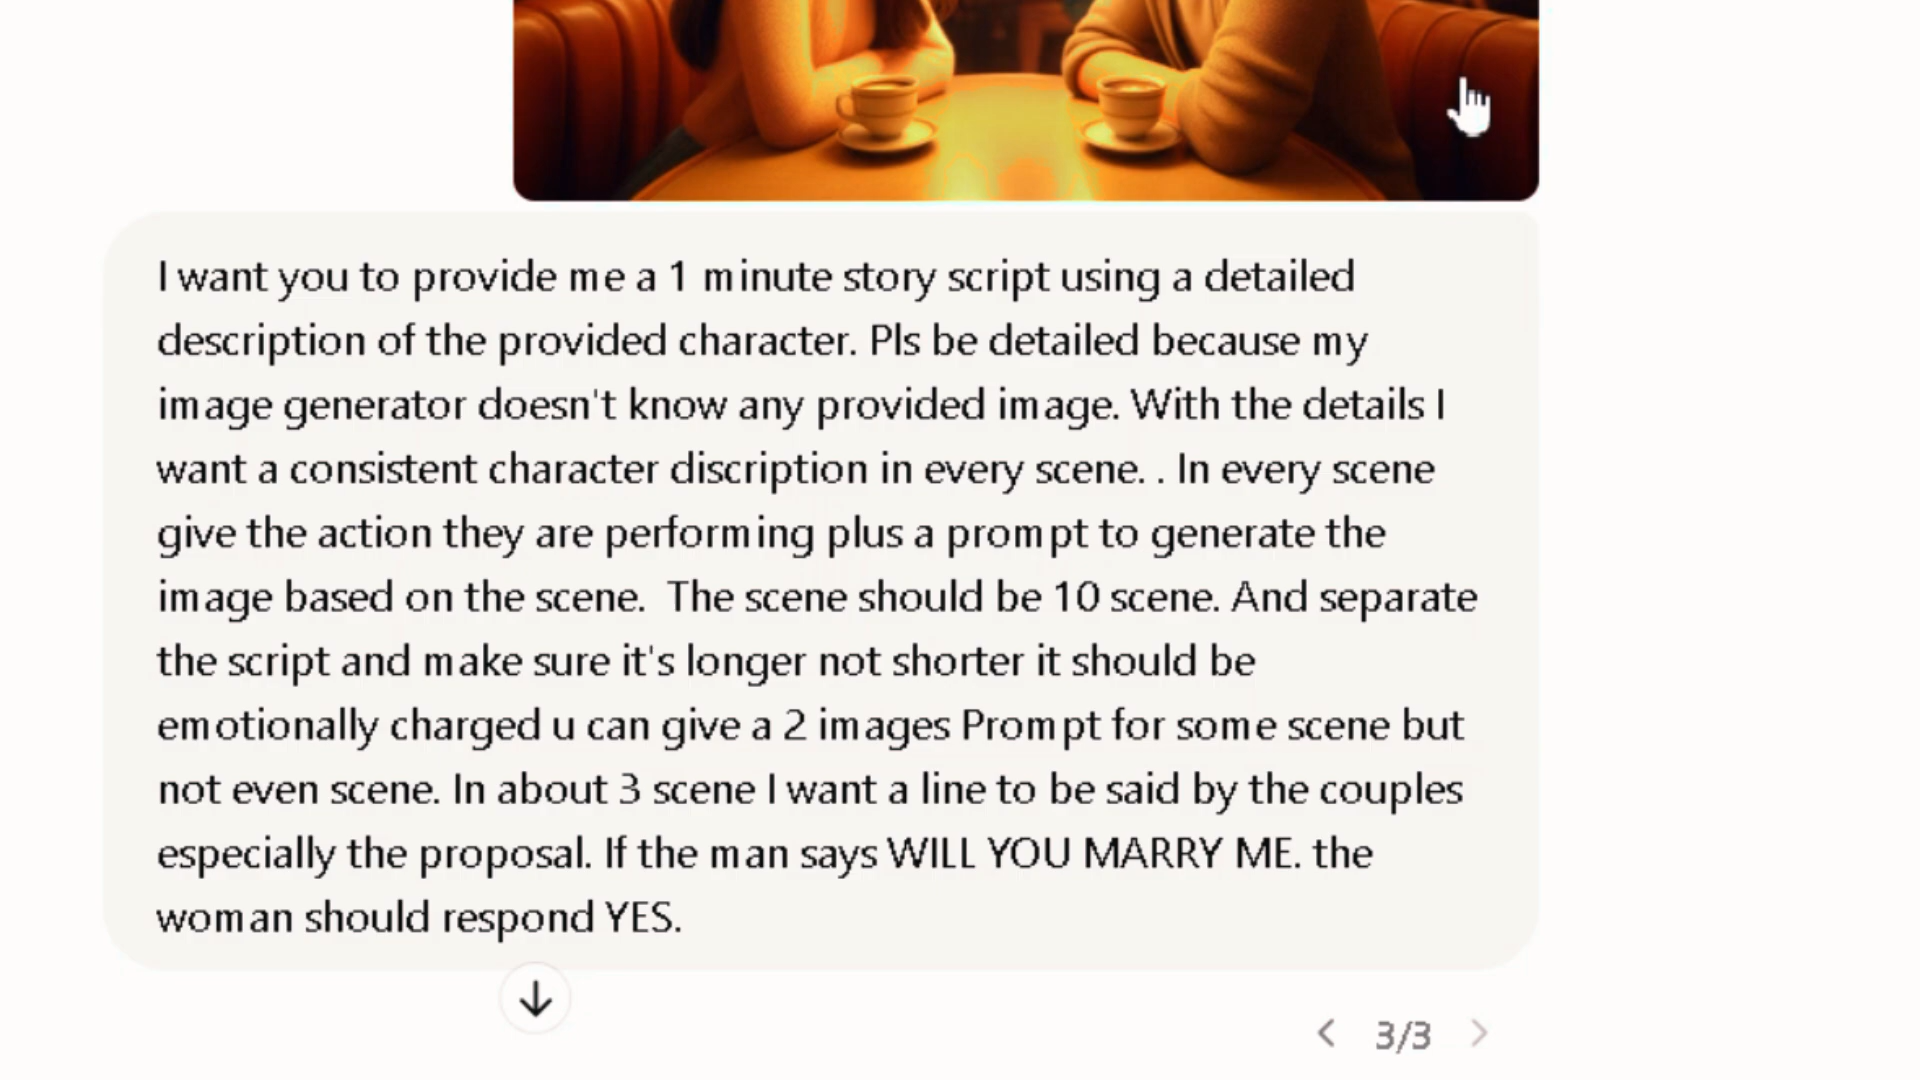 I want you to provide me a 1 minute story script using a detailed
description of the provided character. Pls be detailed because my
image generator doesn't know any provided image. With the details I
want a consistent character discription in every scene. . In every scene
give the action they are performing plus a prompt to generate the
image based on the scene.  The scene should be 10 scene. And separate
the script and make sure it's longer not shorter it should be
emotionally charged u can give a 2 images Prompt for some scene but
not even scene. In about 3 scene I want a line to be said by the couples
especially the proposal. If the man says WILL YOU MARRY ME. the
woman should respond YES.
3/3